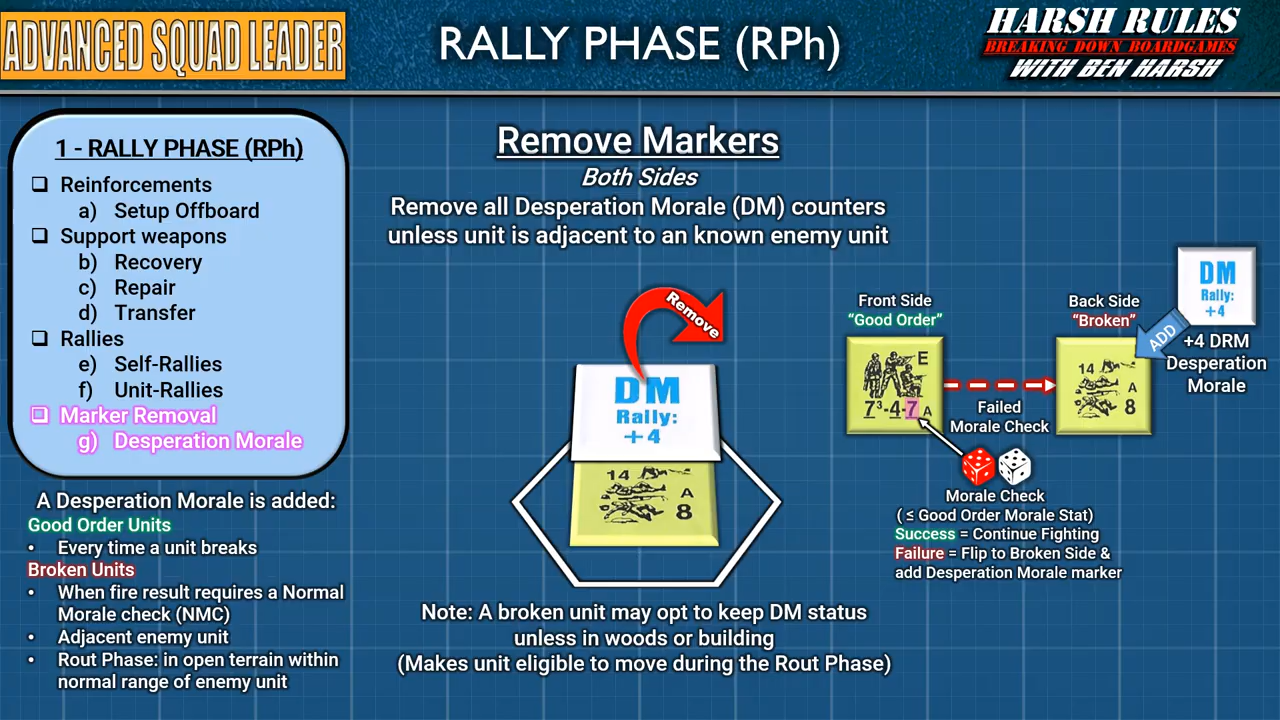 ADVANCED SQUAD LEADER
RALLY PHASE (RPh)
HARSH RULES
BREAKING DOWN BOARDGAMES
WITH BEN HARSH
1 - RALLY PHASE (RPh)
❑ Reinforcements
a) Setup Offboard
❑ Support weapons
b) Recovery
c) Repair
d) Transfer
❑ Rallies
e) Self-Rallies
f) Unit-Rallies
❑ Marker Removal
g) Desperation Morale
A Desperation Morale is added:
Good Order Units
• Every time a unit breaks
Broken Units
• When fire result requires a Normal
Morale check (NMC)
• Adjacent enemy unit
• Rout Phase: in open terrain within
normal range of enemy unit
Remove Markers
Both Sides
Remove all Desperation Morale (DM) counters
unless unit is adjacent to an known enemy unit
Remove
DM
Rally:
+4
14
A
8
Note: A broken unit may opt to keep DM status
unless in woods or building
(Makes unit eligible to move during the Rout Phase)
Front Side
“Good Order”
E
7³-4-7 A
Failed
Morale Check
Back Side
“Broken”
14
A
8
DM
Rally:
+4
ADD
+4 DRM
Desperation
Morale
Morale Check
( ≤ Good Order Morale Stat)
Success = Continue Fighting
Failure = Flip to Broken Side &
add Desperation Morale marker